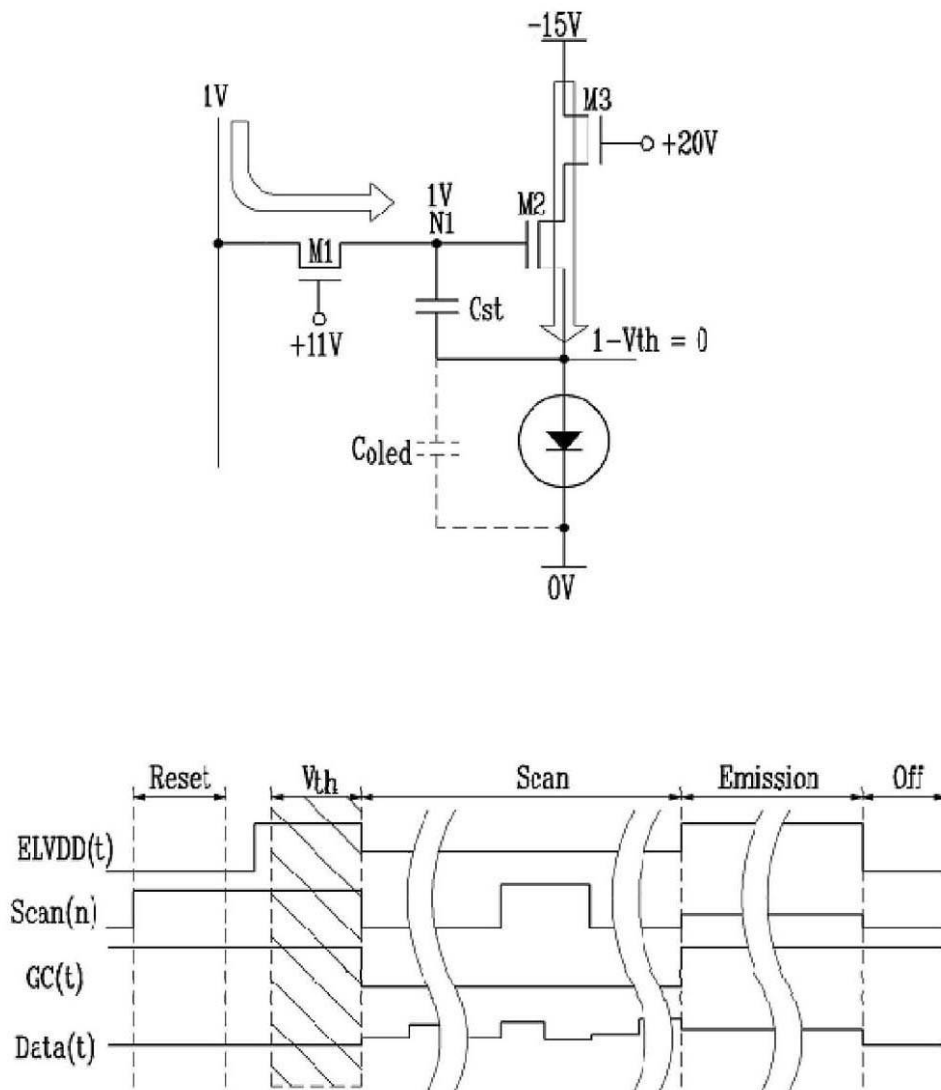 -15V
M3
1V
+20V
1V
M2
N1
M1
Cst
+11V
1-Vth = 0
Coled
0V
Reset
Vth
Scan
Emission
Off
ELVDD(t)
Scan(n)
GC(t)
Data(t)